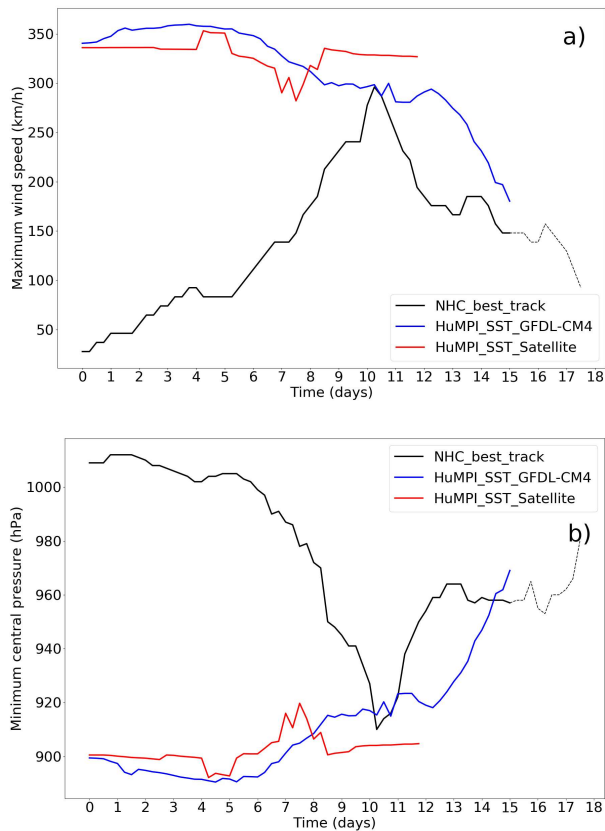 a)
Maximum wind speed (km/h)
350
300
250
200
150
100
50
NHC_best_track
HuMPI_SST_GFDL-CM4
HuMPI_SST_Satellite
0 1 2 3 4 5 6 7 8 9 10 11 12 13 14 15 16 17 18
Time (days)
NHC_best_track
HuMPI_SST_GFDL-CM4
HuMPI_SST_Satellite
b)
Minimum central pressure (hPa)
1000
980
960
940
920
900
0 1 2 3 4 5 6 7 8 9 10 11 12 13 14 15 16 17 18
Time (days)